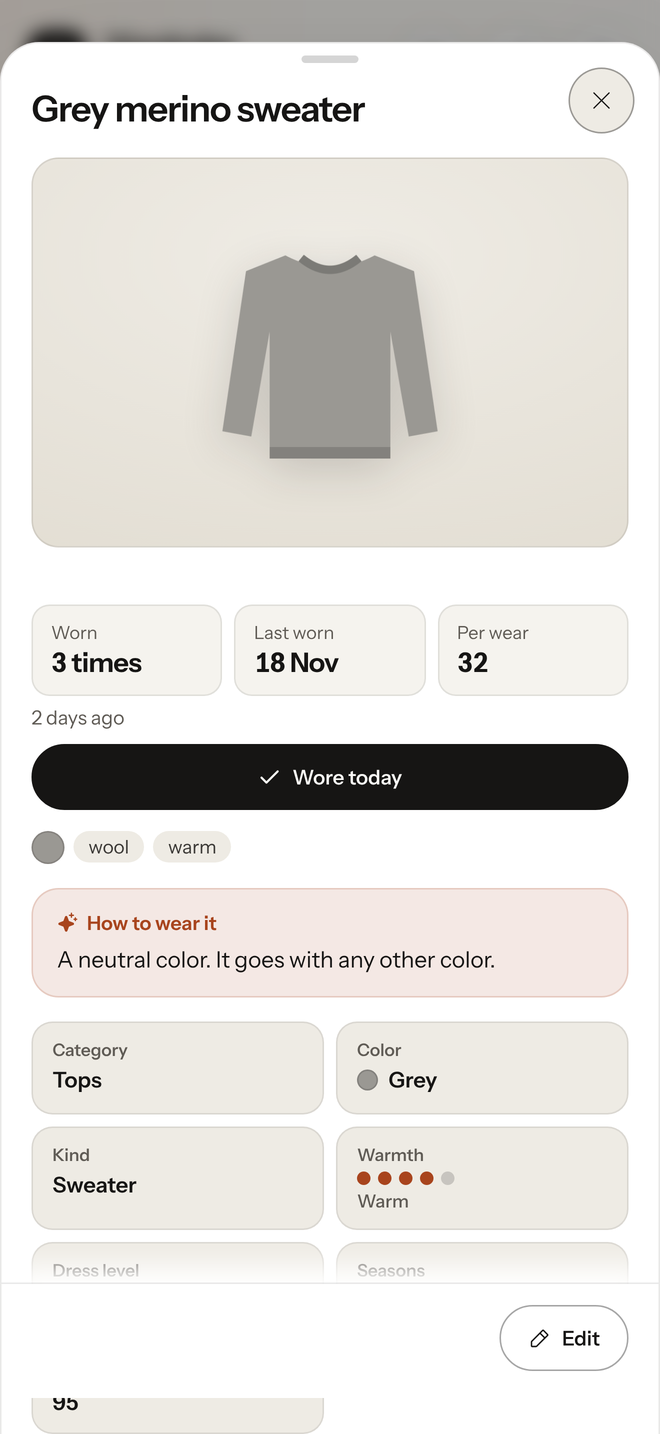 Grey merino sweater
Worn
3 times
Last worn
18 Nov
Per wear
32
2 days ago
Wore today
wool
warm
How to wear it
A neutral color. It goes with any other color.
Category
Tops
Color
Grey
Kind
Sweater
Warmth
Warm
Dress level
Seasons
Edit
95